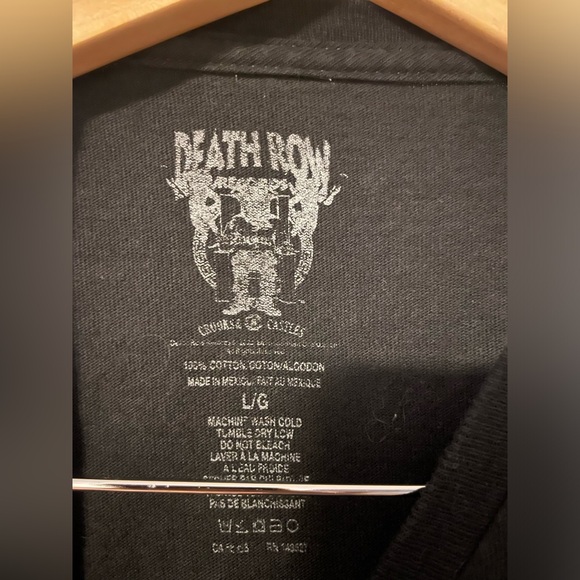 DEATH ROW
RECORDS
CROOKS & CASTLES
100% COTTON/COTON/ALGODON
MADE IN MEXICO/FAIT AU MEXIQUE
L/G
MACHINE WASH COLD
TUMBLE DRY LOW
DO NOT BLEACH
LAVER À LA MACHINE
A L'EAU FROIDE
PAS DE BLANCHISSANT